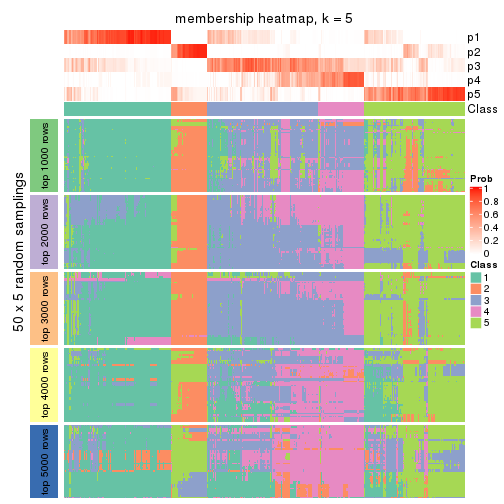 membership heatmap, k = 5
p1
p2
p3
p4
p5
Class
50 x 5 random samplings
top 1000 rows
top 2000 rows
top 3000 rows
top 4000 rows
top 5000 rows
Prob
1
0.8
0.6
0.4
0.2
0
Class
1
2
3
4
5